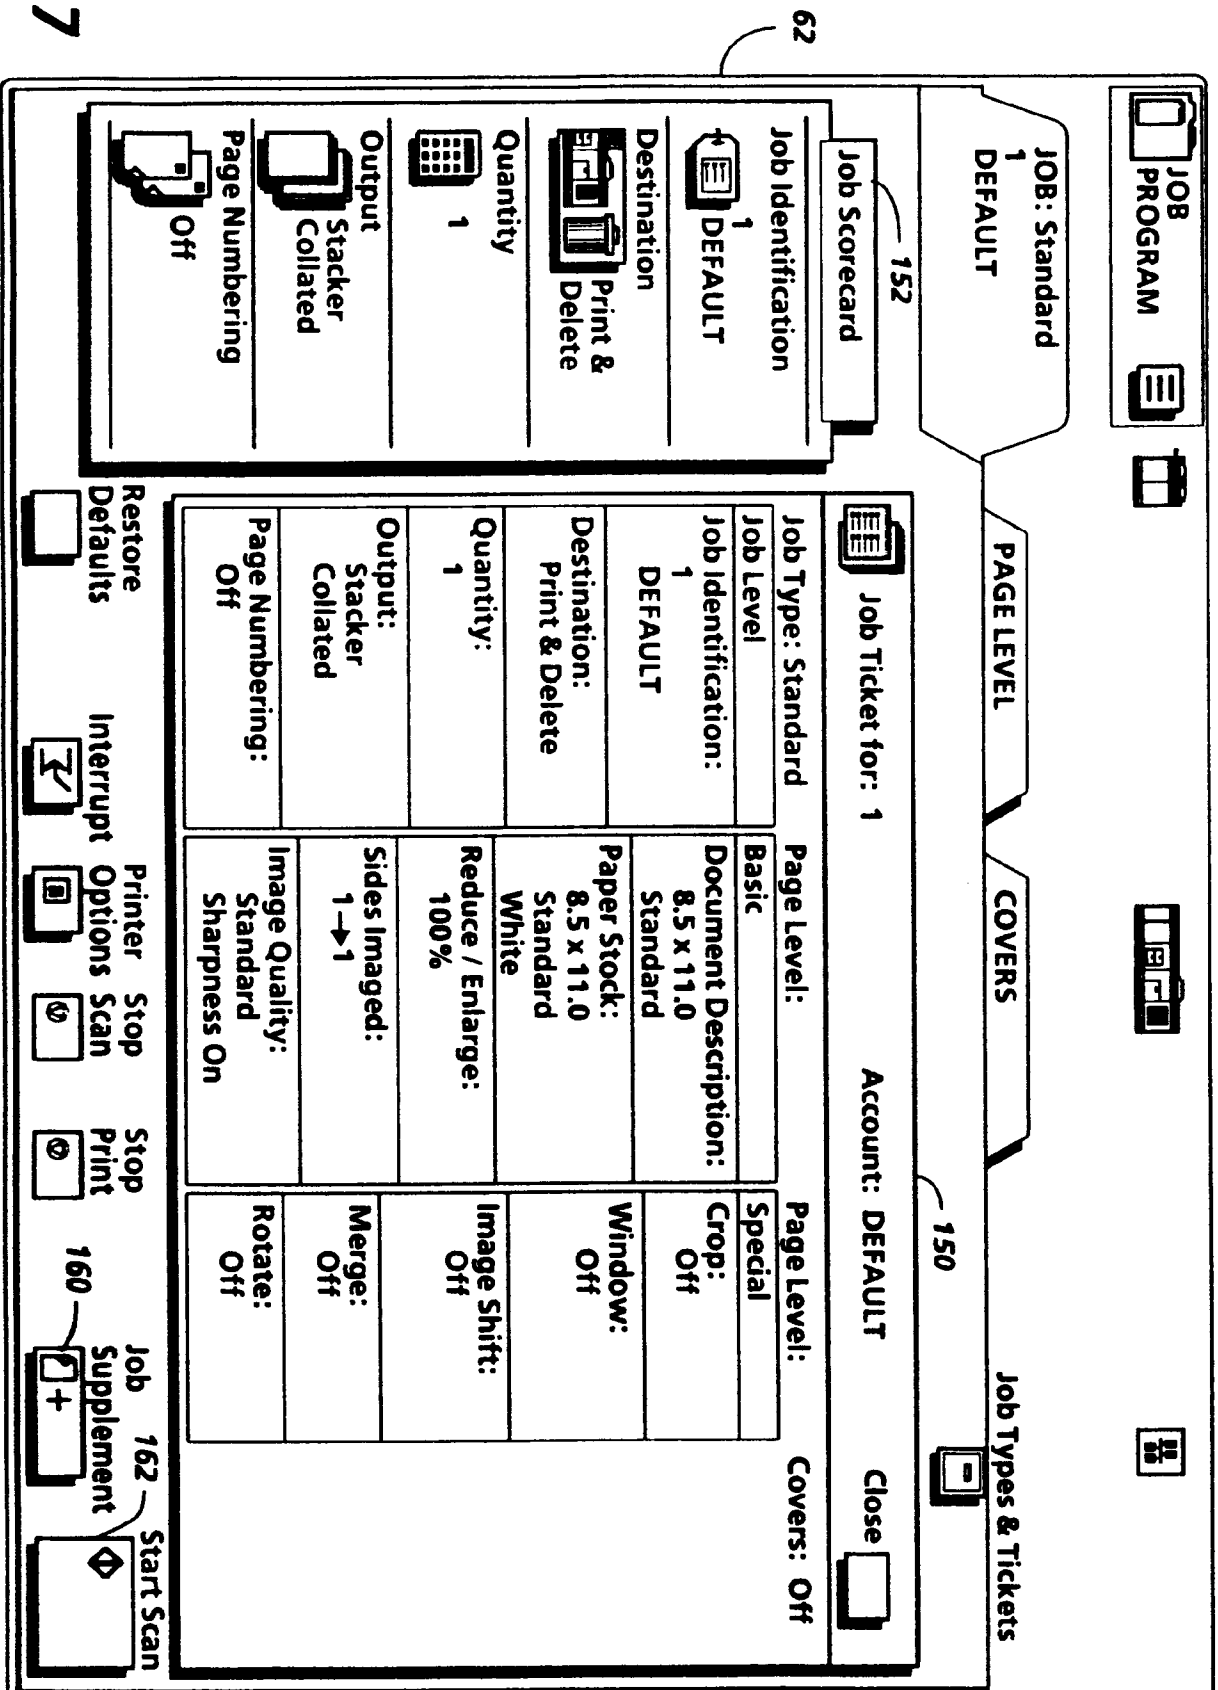 JOB
PROGRAM
JOB: Standard
1
DEFAULT
PAGE LEVEL
COVERS
Job Types & Tickets
62
152
150
Job Scorecard
Job Identification
1
DEFAULT
Destination
Print &
Delete
Quantity
1
Output
Stacker
Collated
Page Numbering
Off
Job Ticket for: 1
Account: DEFAULT
Close
Job Type: Standard
Job Level
Job Identification:
1
DEFAULT
Destination:
Print & Delete
Quantity:
1
Output:
Stacker
Collated
Page Numbering:
Off
Page Level:
Basic
Document Description:
8.5 x 11.0
Standard
Paper Stock:
8.5 x 11.0
Standard
White
Reduce / Enlarge:
100%
Sides Imaged:
1→1
Image Quality:
Standard
Sharpness On
Page Level:
Special
Crop:
Off
Window:
Off
Image Shift:
Off
Merge:
Off
Rotate:
Off
Covers: Off
Restore
Defaults
Interrupt
Printer
Options
Stop
Scan
Stop
Print
Job
Supplement
160
162
Start Scan
7